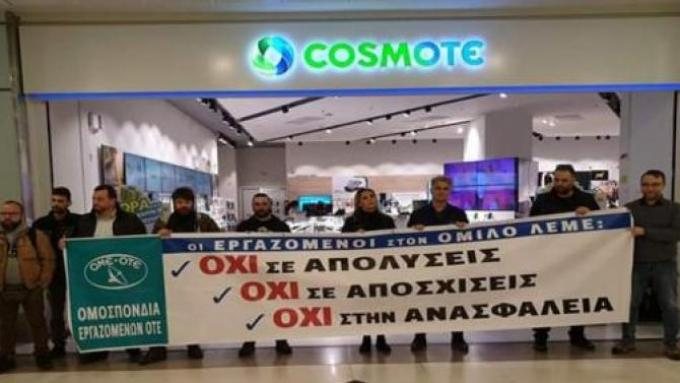 COSMOTE
ΩΡΑ
ΟΜΕ-ΟΤΕ
ΟΜΟΣΠΟΝΔΙΑ
ΕΡΓΑΖΟΜΕΝΩΝ ΟΤΕ
ΟΙ ΕΡΓΑΖΟΜΕΝΟΙ ΣΤΟΝ ΟΜΙΛΟ ΛΕΜΕ:
✓ ΟΧΙ ΣΕ ΑΠΟΛΥΣΕΙΣ
✓ ΟΧΙ ΣΕ ΑΠΟΣΧΙΣΕΙΣ
✓ ΟΧΙ ΣΤΗΝ ΑΝΑΣΦΑΛΕΙΑ